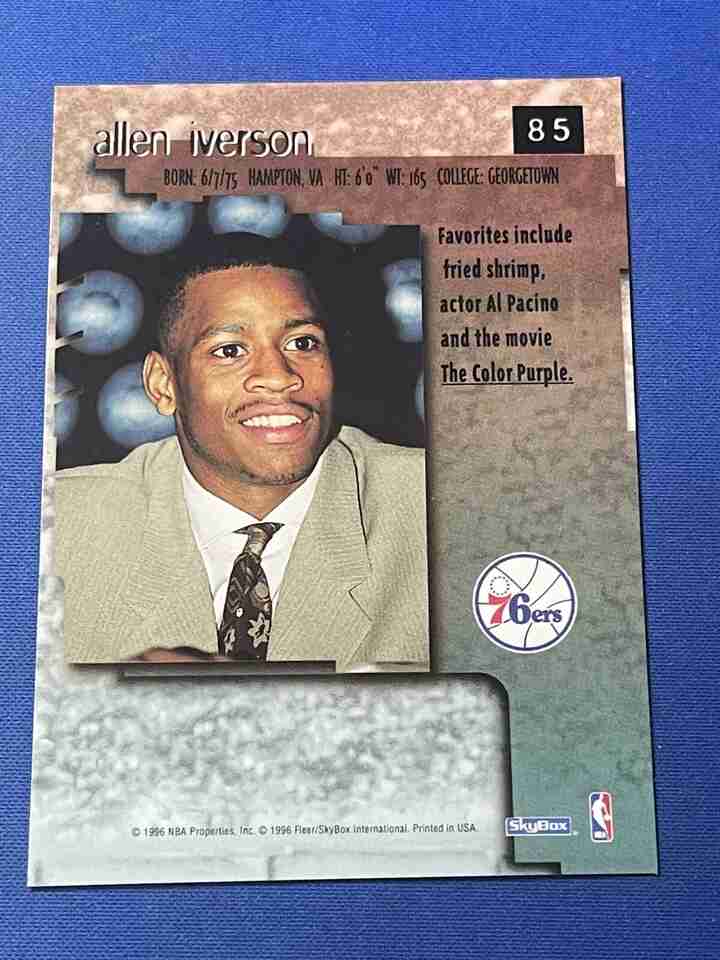 allen iverson
85
BORN: 6/7/75 HAMPTON, VA HT: 6'0" WT: 165 COLLEGE: GEORGETOWN
Favorites include
fried shrimp,
actor Al Pacino
and the movie
The Color Purple.
76ers
© 1996 NBA Properties, Inc. © 1996 Fleer/SkyBox International. Printed in USA.
SkyBox
NBA